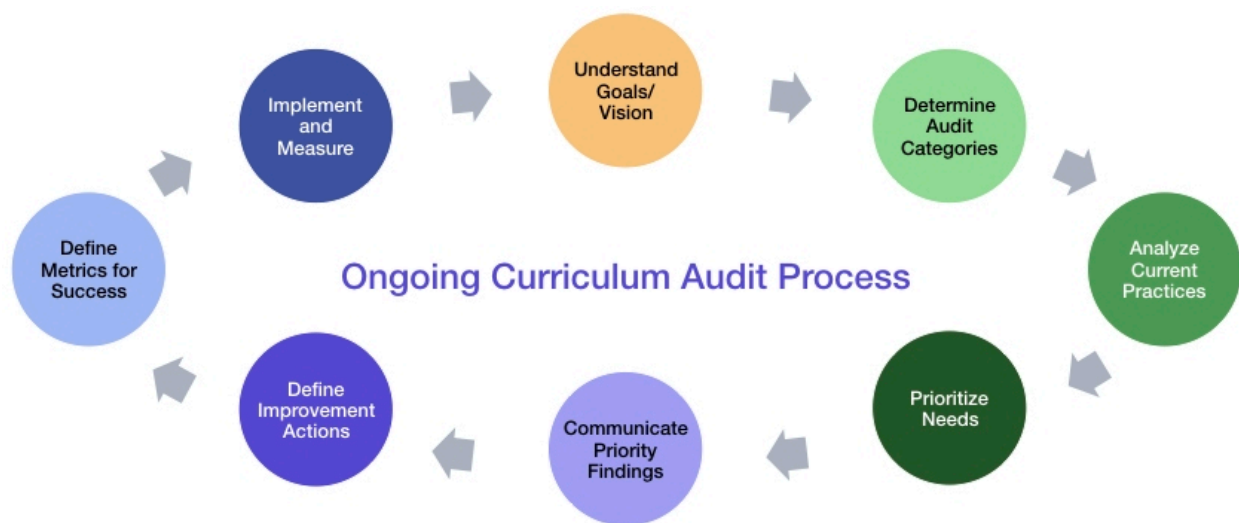 Understand
Goals/
Vision
Determine
Audit
Categories
Analyze
Current
Practices
Prioritize
Needs
Communicate
Priority
Findings
Define
Improvement
Actions
Define
Metrics for
Success
Implement
and
Measure
Ongoing Curriculum Audit Process